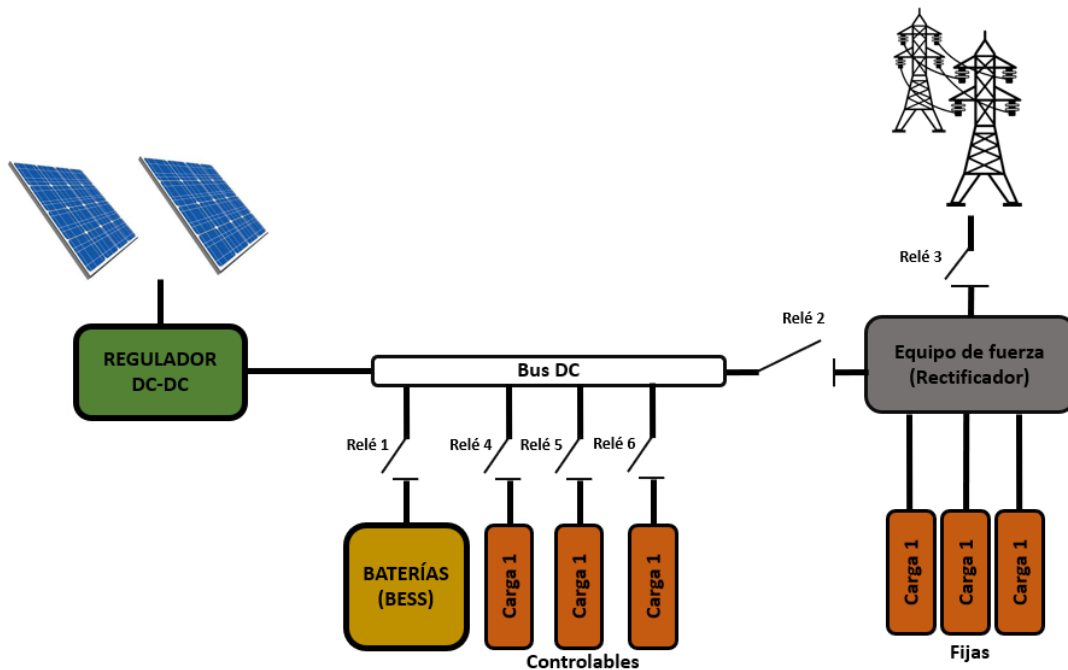 Relé 3
Relé 2
REGULADOR
DC-DC
Bus DC
Equipo de fuerza
(Rectificador)
Relé 1
Relé 4
Relé 5
Relé 6
BATERÍAS
(BESS)
Carga 1
Carga 1
Carga 1
Carga 1
Carga 1
Carga 1
Controlables
Fijas